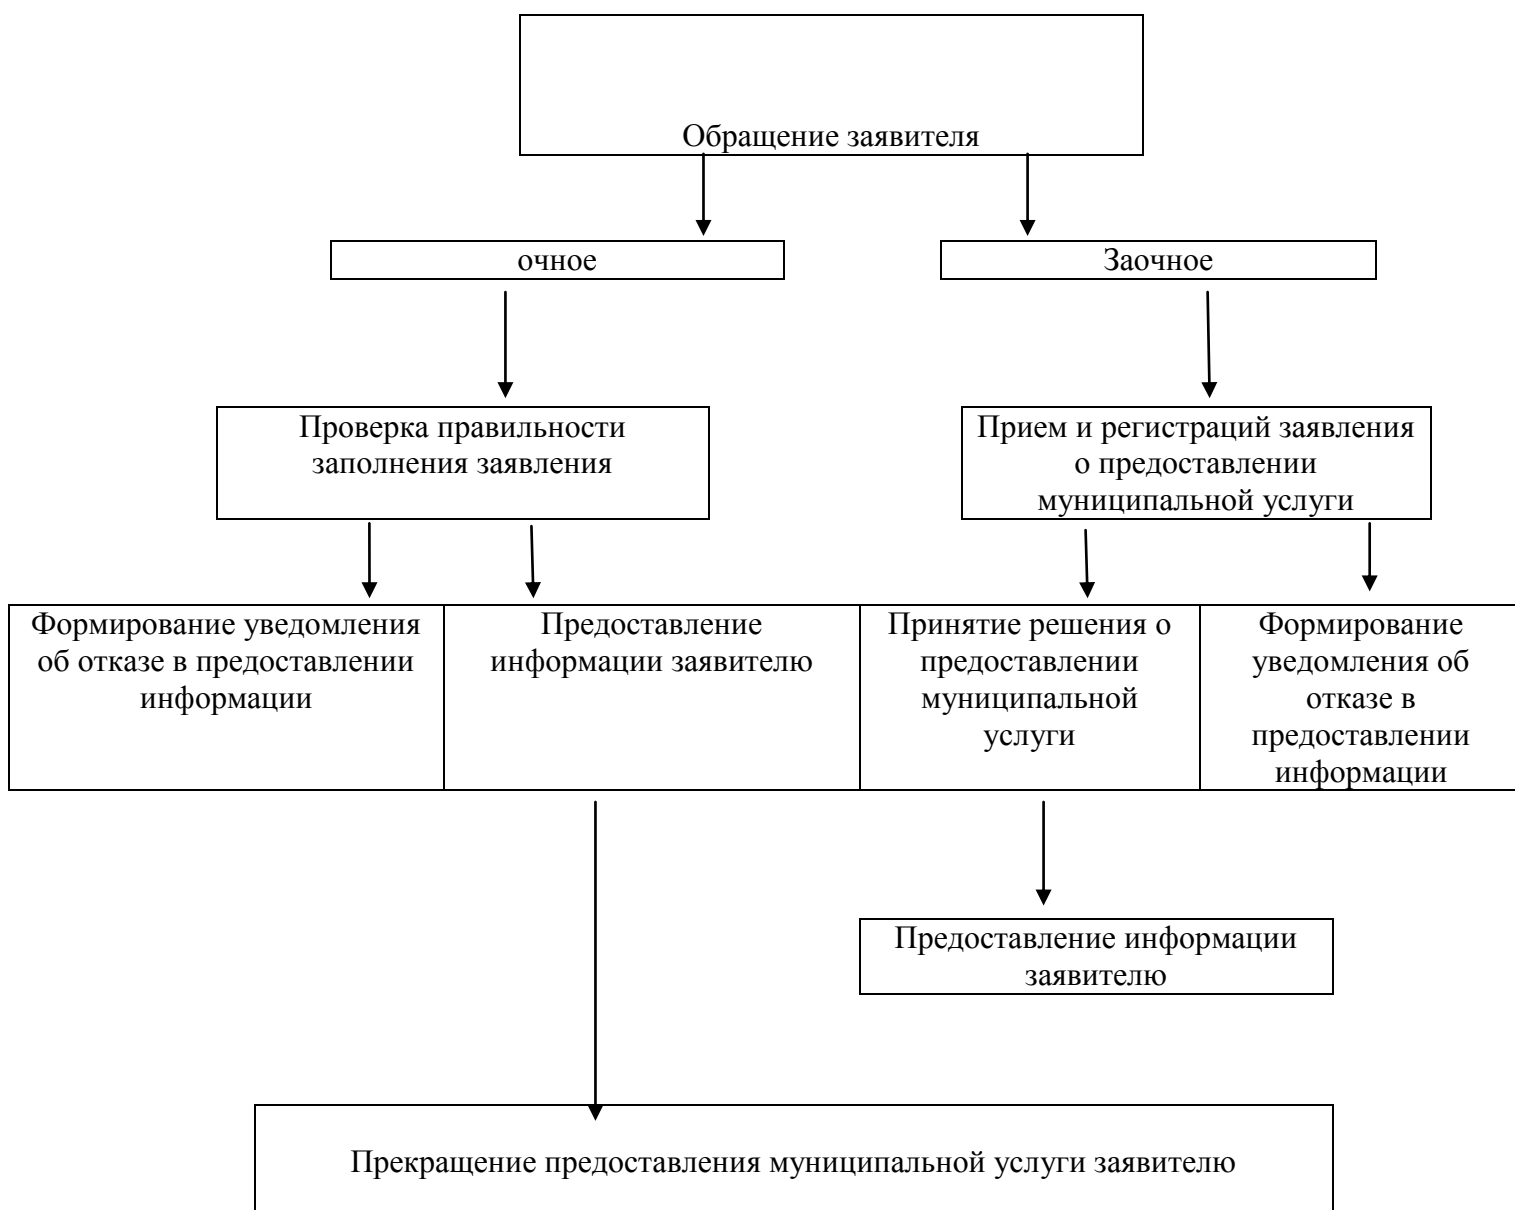 Обращение заявителя
очное
Заочное
Проверка правильности
заполнения заявления
Прием и регистраций заявления
о предоставлении
муниципальной услуги
Формирование уведомления
об отказе в предоставлении
информации
Предоставление
информации заявителю
Принятие решения о
предоставлении
муниципальной
услуги
Формирование
уведомления об
отказе в
предоставлении
информации
Предоставление информации
заявителю
Прекращение предоставления муниципальной услуги заявителю